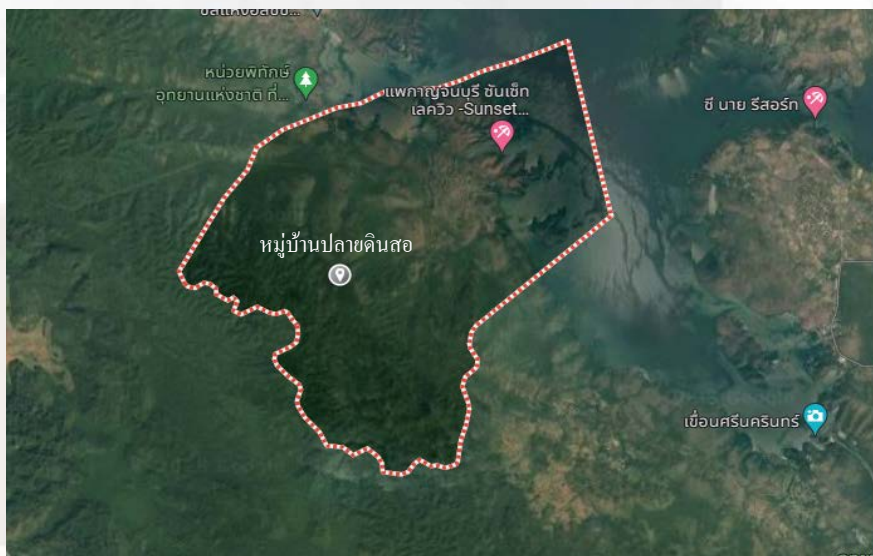 หน่วยพิทักษ์
อุทยานแห่งชาติ ที่...
แพกาญจนบุรี ซันเซ็ท
เลควิว -Sunset...
ซี นาย รีสอร์ท
หมู่บ้านปลายดินสอ
เขื่อนศรีนครินทร์